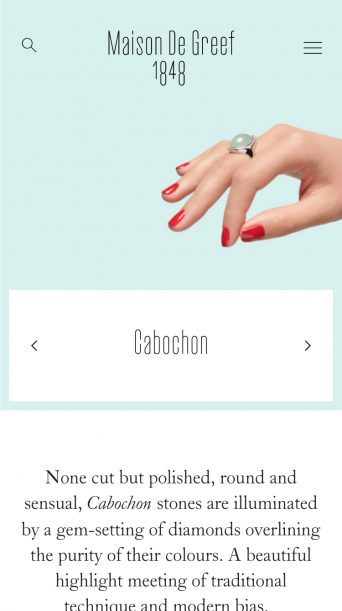 Maison De Greef
1848
Cabochon
None cut but polished, round and
sensual, Cabochon stones are illuminated
by a gem-setting of diamonds overlining
the purity of their colours. A beautiful
highlight meeting of traditional
technique and modern bias.